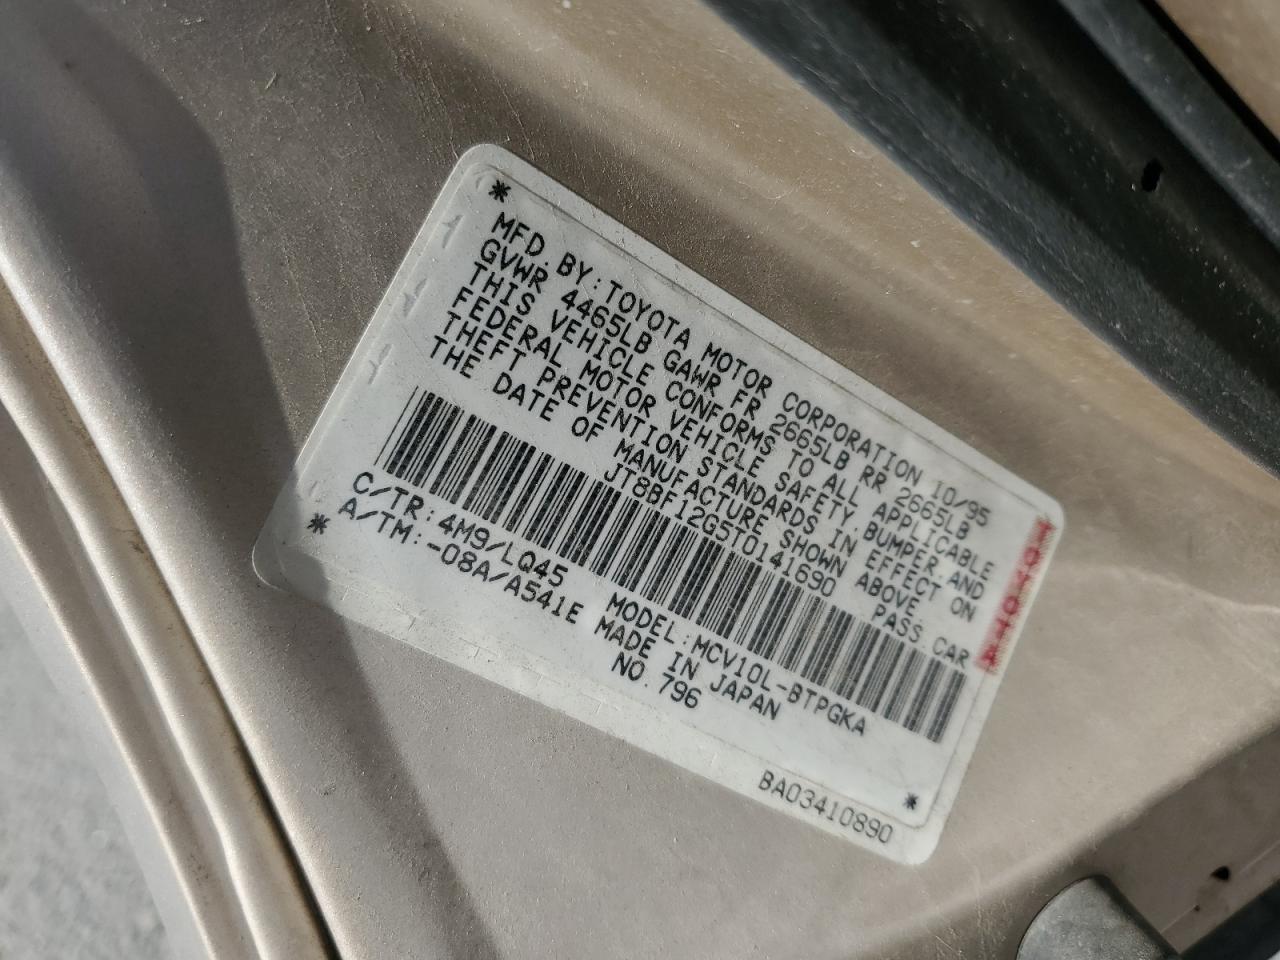 *
MFD. BY:TOYOTA MOTOR CORPORATION 10/95
GVWR 4465LB GAWR FR 2665LB RR 2665LB
THIS VEHICLE CONFORMS TO ALL APPLICABLE
FEDERAL MOTOR VEHICLE SAFETY, BUMPER, AND
THEFT PREVENTION STANDARDS IN EFFECT ON
THE DATE OF MANUFACTURE SHOWN ABOVE.
JT8BF12G5T0141690 PASS. CAR
C/TR:4M9/LQ45 MODEL:MCV10L-BTPGKA
A/TM:-08A/A541E MADE IN JAPAN
* NO.796
*
BA03410890
TOYOTA